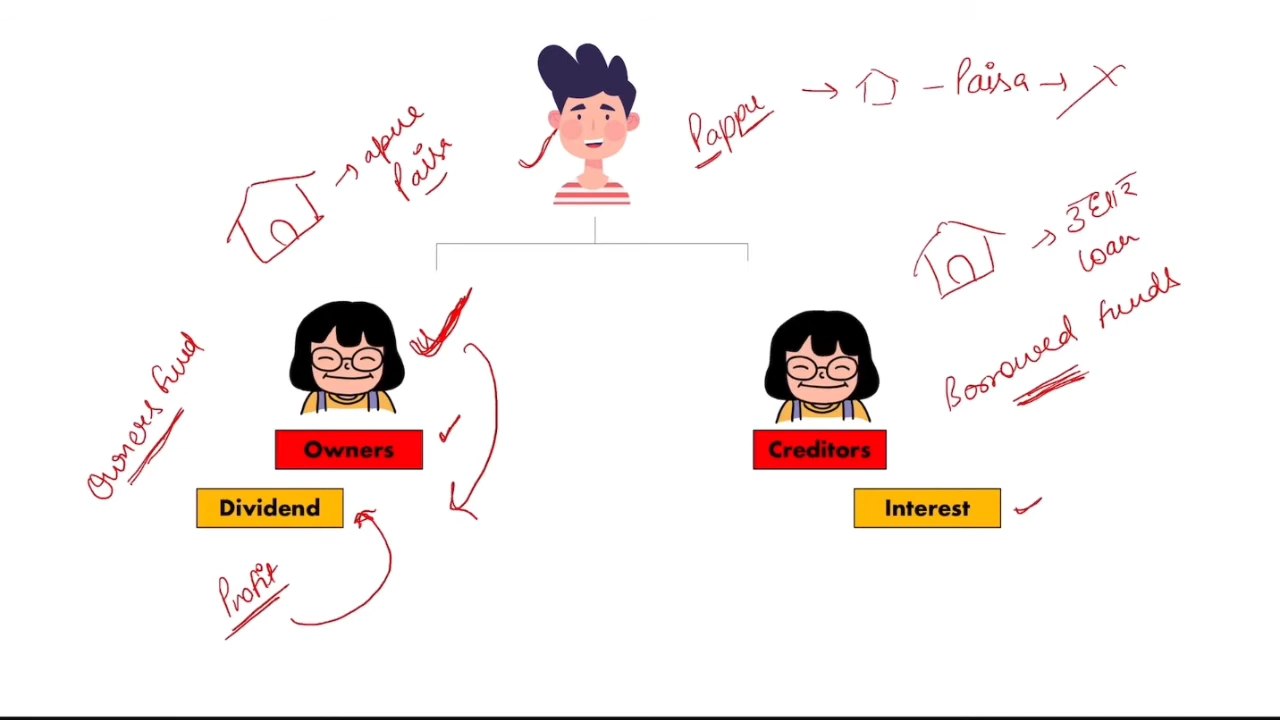 Pappu → - Paisa → X
→ apne
Paisa
→ उधार
Loan
Borrowed funds
Owners fund
Owners
Creditors
Dividend
Interest
Profit